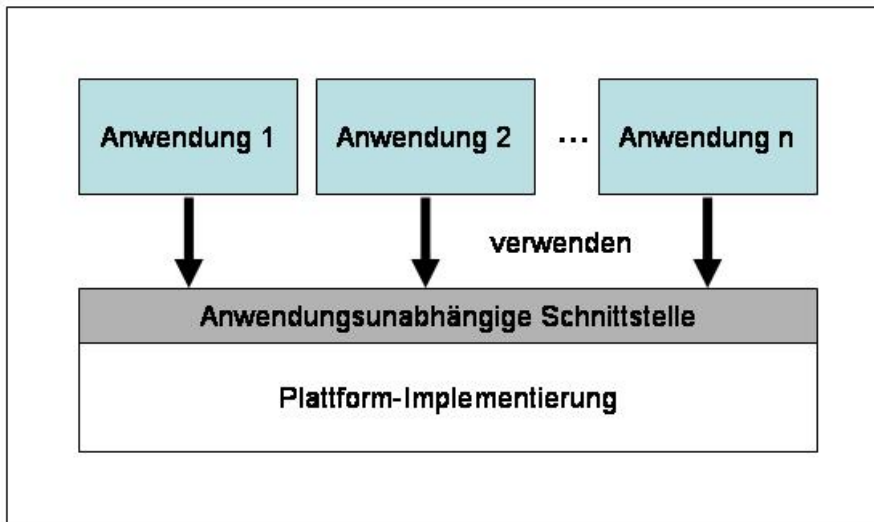 Anwendung 1
Anwendung 2
...
Anwendung n
verwenden
Anwendungsunabhängige Schnittstelle
Plattform-Implementierung